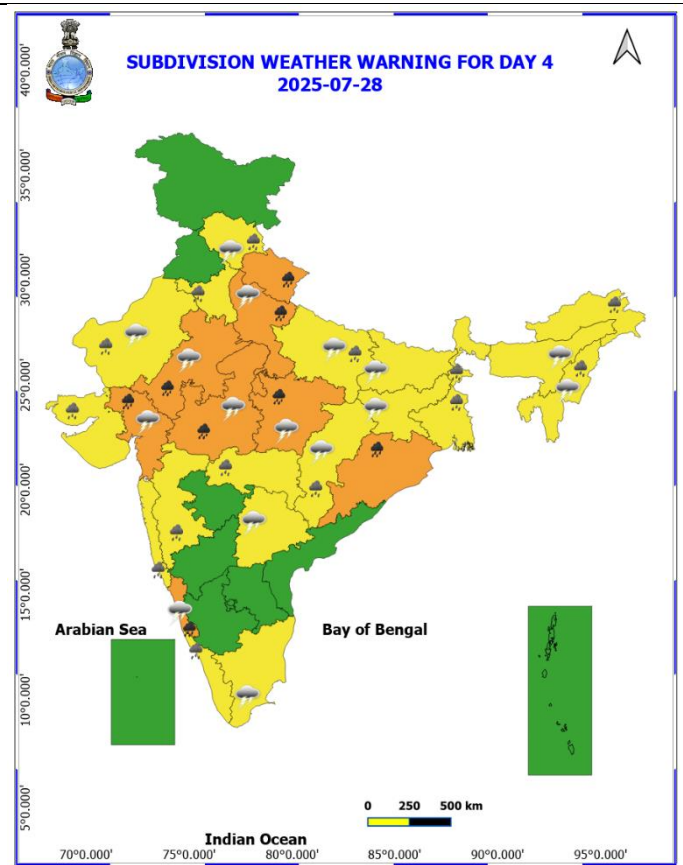 SUBDIVISION WEATHER WARNING FOR DAY 4
2025-07-28
40°0.000'
35°0.000'
30°0.000'
25°0.000'
20°0.000'
15°0.000'
10°0.000'
5°0.000'
Arabian Sea
Bay of Bengal
0 250 500 km
Indian Ocean
70°0.000' 75°0.000' 80°0.000' 85°0.000' 90°0.000' 95°0.000'